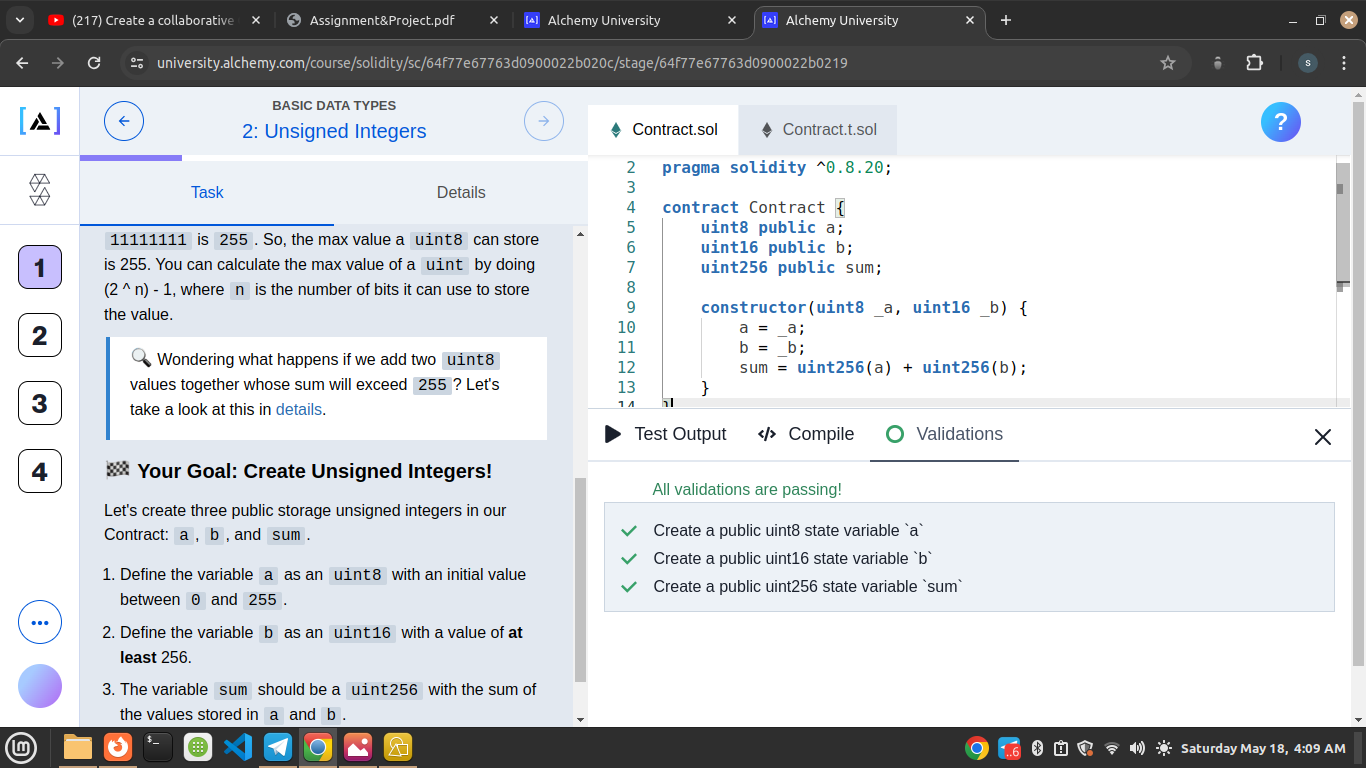 (217) Create a collaborative
Assignment&Project.pdf
Alchemy University
Alchemy University
university.alchemy.com/course/solidity/sc/64f77e67763d0900022b020c/stage/64f77e67763d0900022b0219
s
BASIC DATA TYPES
2: Unsigned Integers
Task
Details
1
2
3
4
11111111 is 255. So, the max value a uint8 can store
is 255. You can calculate the max value of a uint by doing
(2 ^ n) - 1, where n is the number of bits it can use to store
the value.
🔍 Wondering what happens if we add two uint8
values together whose sum will exceed 255? Let's
take a look at this in details.
🏁 Your Goal: Create Unsigned Integers!
Let's create three public storage unsigned integers in our
Contract: a, b, and sum.
1. Define the variable a as an uint8 with an initial value
between 0 and 255.
2. Define the variable b as an uint16 with a value of at
least 256.
3. The variable sum should be a uint256 with the sum of
the values stored in a and b.
Contract.sol
Contract.t.sol
?
2 pragma solidity ^0.8.20;
3
4 contract Contract {
5 uint8 public a;
6 uint16 public b;
7 uint256 public sum;
8
9 constructor(uint8 _a, uint16 _b) {
10 a = _a;
11 b = _b;
12 sum = uint256(a) + uint256(b);
13 }
14 }
Test Output
Compile
Validations
All validations are passing!
Create a public uint8 state variable `a`
Create a public uint16 state variable `b`
Create a public uint256 state variable `sum`
..6
Saturday May 18, 4:09 AM